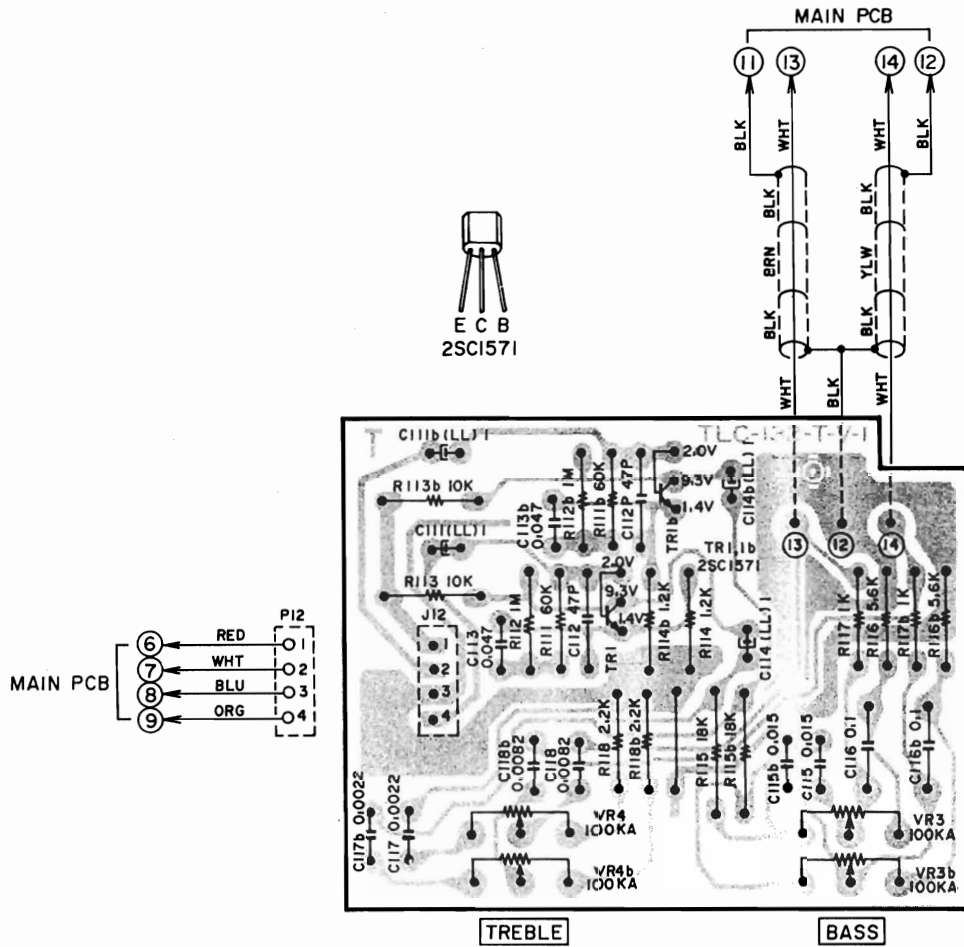 MAIN PCB
11 13 14 12
BLK WHT WHT BLK
BLK BLK
BRN YLW
BLK BLK
WHT BLK WHT
E C B
2SC1571
T TLC-132-T-V-1
C111b(LL) 1
R113b 10K
C111(LL) 1
R113 10K
C113b 0.047
R112b 1M
R111b 60K
C112 47P
TR1b
2.0V
9.3V
1.4V
C114b(LL) 1
TR1,1b
2SC1571
13 12 14
J12
1
2
3
4
C113 0.047
R112 1M
R111 60K
C112 47P
TR1
2.0V
9.3V
1.4V
R114b 1.2K
R114 1.2K
C114(LL) 1
R117 1K
R116 5.6K
R117b 1K
R116b 5.6K
MAIN PCB
6 RED 1
7 WHT 2
8 BLU 3
9 ORG 4
P12
C117b 0.0022
C117 0.0022
C118b 0.0082
C118 0.0082
R118 2.2K
R118b 2.2K
R115 18K
R115b 18K
C115b 0.015
C115 0.015
C116 0.1
C116b 0.1
VR4
100KA
VR4b
100KA
VR3
100KA
VR3b
100KA
TREBLE
BASS